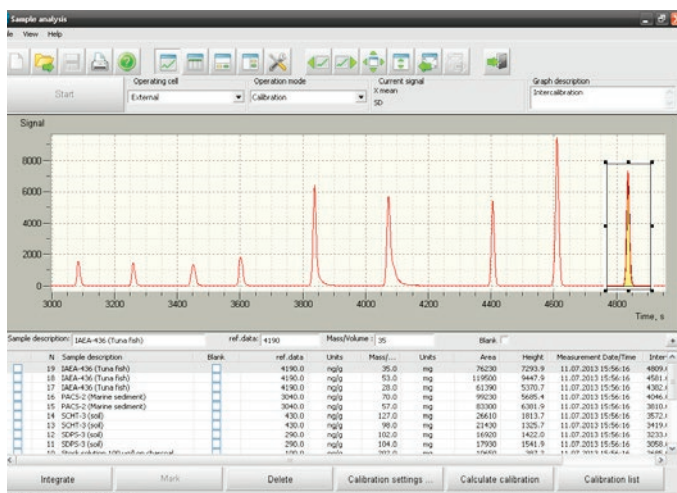 Sample analysis
View Help
Start
Operating cell
External
Operation mode
Calibration
Current signal
X mean
SD
Graph description
Intercalibration
Signal
8000
6000
4000
2000
0
3000 3200 3400 3600 3800 4000 4200 4400 4600 4800
Time, s
Sample description: IAEA-436 (Tuna fish) ref.data: 4190 Mass/Volume : 35 Blank
N Sample description Blank ref.data Units Mass/... Units Area Height Measurement Date/Time Inter
19 IAEA-436 (Tuna fish) 4190.0 ng/g 35.0 mg 76230 7293.9 11.07.2013 15:56:16 4809.
18 IAEA-436 (Tuna fish) 4190.0 ng/g 53.0 mg 119500 9447.9 11.07.2013 15:56:16 4581.
17 IAEA-436 (Tuna fish) 4190.0 ng/g 28.0 mg 61390 5370.7 11.07.2013 15:56:16 4382.
16 PACS-2 (Marine sediment) 3040.0 ng/g 70.0 mg 99230 5685.4 11.07.2013 15:56:16 4046.
15 PACS-2 (Marine sediment) 3040.0 ng/g 57.0 mg 83300 6381.9 11.07.2013 15:56:16 3810.
14 SCHT-3 (soil) 430.0 ng/g 127.0 mg 26610 1813.7 11.07.2013 15:56:16 3572.
13 SCHT-3 (soil) 430.0 ng/g 98.0 mg 21430 1325.7 11.07.2013 15:56:16 3419.
12 SDPS-3 (soil) 290.0 ng/g 102.0 mg 16920 1422.0 11.07.2013 15:56:16 3233.
11 SDPS-3 (soil) 290.0 ng/g 104.0 mg 17930 1541.9 11.07.2013 15:56:16 3058.
Integrate Mark Delete Calibration settings ... Calculate calibration Calibration list